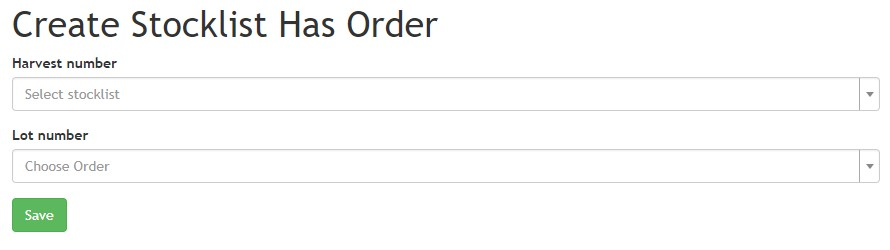 Create Stocklist Has Order
Harvest number
Select stocklist
Lot number
Choose Order
Save